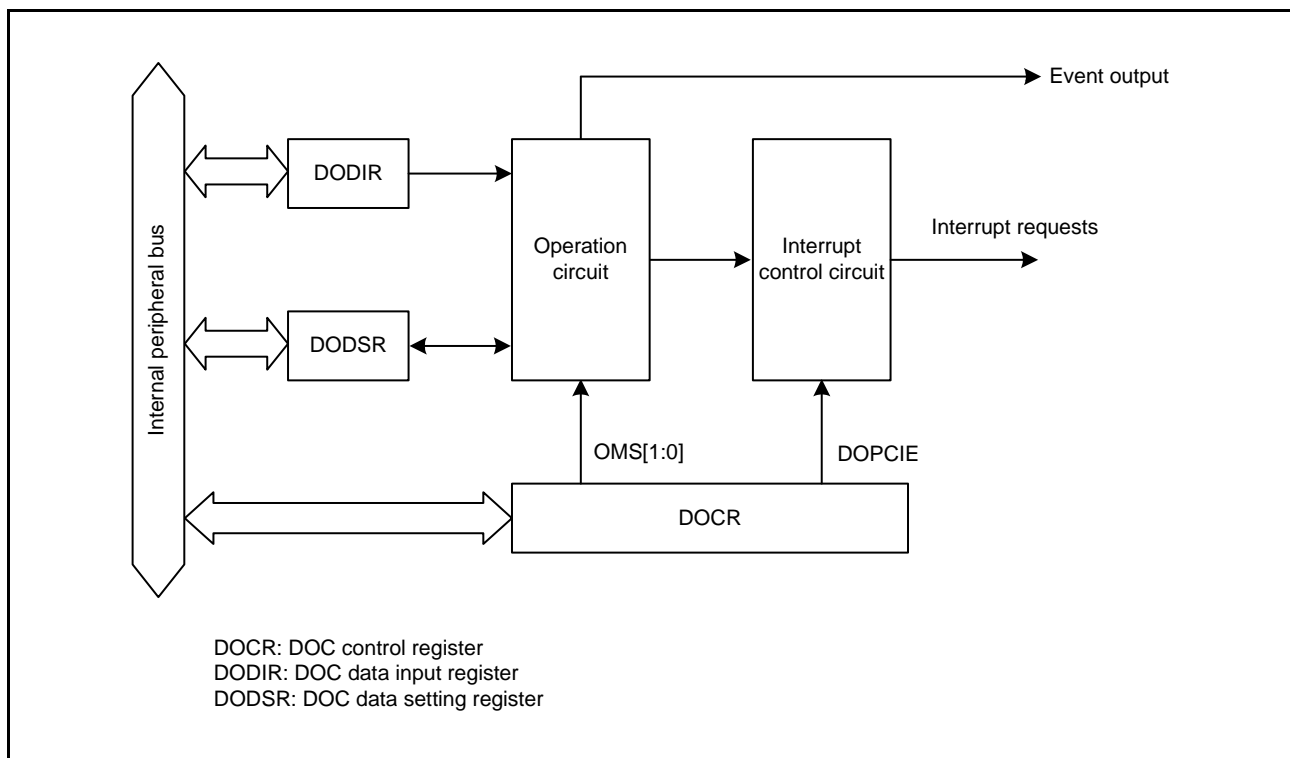 Event output
DODIR
Internal peripheral bus
Operation
circuit
Interrupt
control circuit
Interrupt requests
DODSR
OMS[1:0]
DOPCIE
DOCR
DOCR: DOC control register
DODIR: DOC data input register
DODSR: DOC data setting register